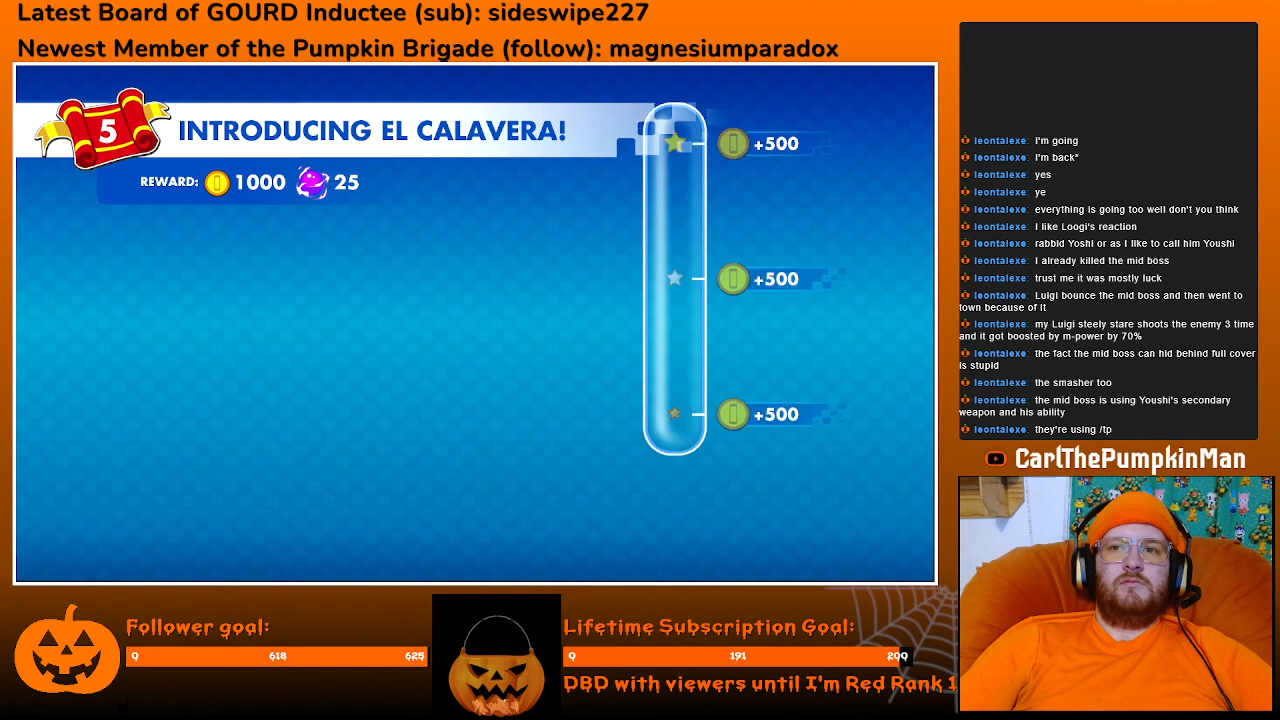 Latest Board of GOURD Inductee (sub): sideswipe227
Newest Member of the Pumpkin Brigade (follow): magnesiumparadox
5
INTRODUCING EL CALAVERA!
REWARD: 1000 25
+500
+500
+500
leontalexe: I'm going
leontalexe: I'm back*
leontalexe: yes
leontalexe: ye
leontalexe: everything is going too well don't you think
leontalexe: I like Loogi's reaction
leontalexe: rabbid Yoshi or as I like to call him Youshi
leontalexe: I already killed the mid boss
leontalexe: trust me it was mostly luck
leontalexe: Luigi bounce the mid boss and then went to
town because of it
leontalexe: my Luigi steely stare shoots the enemy 3 time
and it got boosted by m-power by 70%
leontalexe: the fact the mid boss can hid behind full cover
is stupid
leontalexe: the smasher too
leontalexe: the mid boss is using Youshi's secondary
weapon and his ability
leontalexe: they're using /tp
CarlThePumpkinMan
Follower goal:
0 618 625
Lifetime Subscription Goal:
0 191 200
DBD with viewers until I'm Red Rank 1